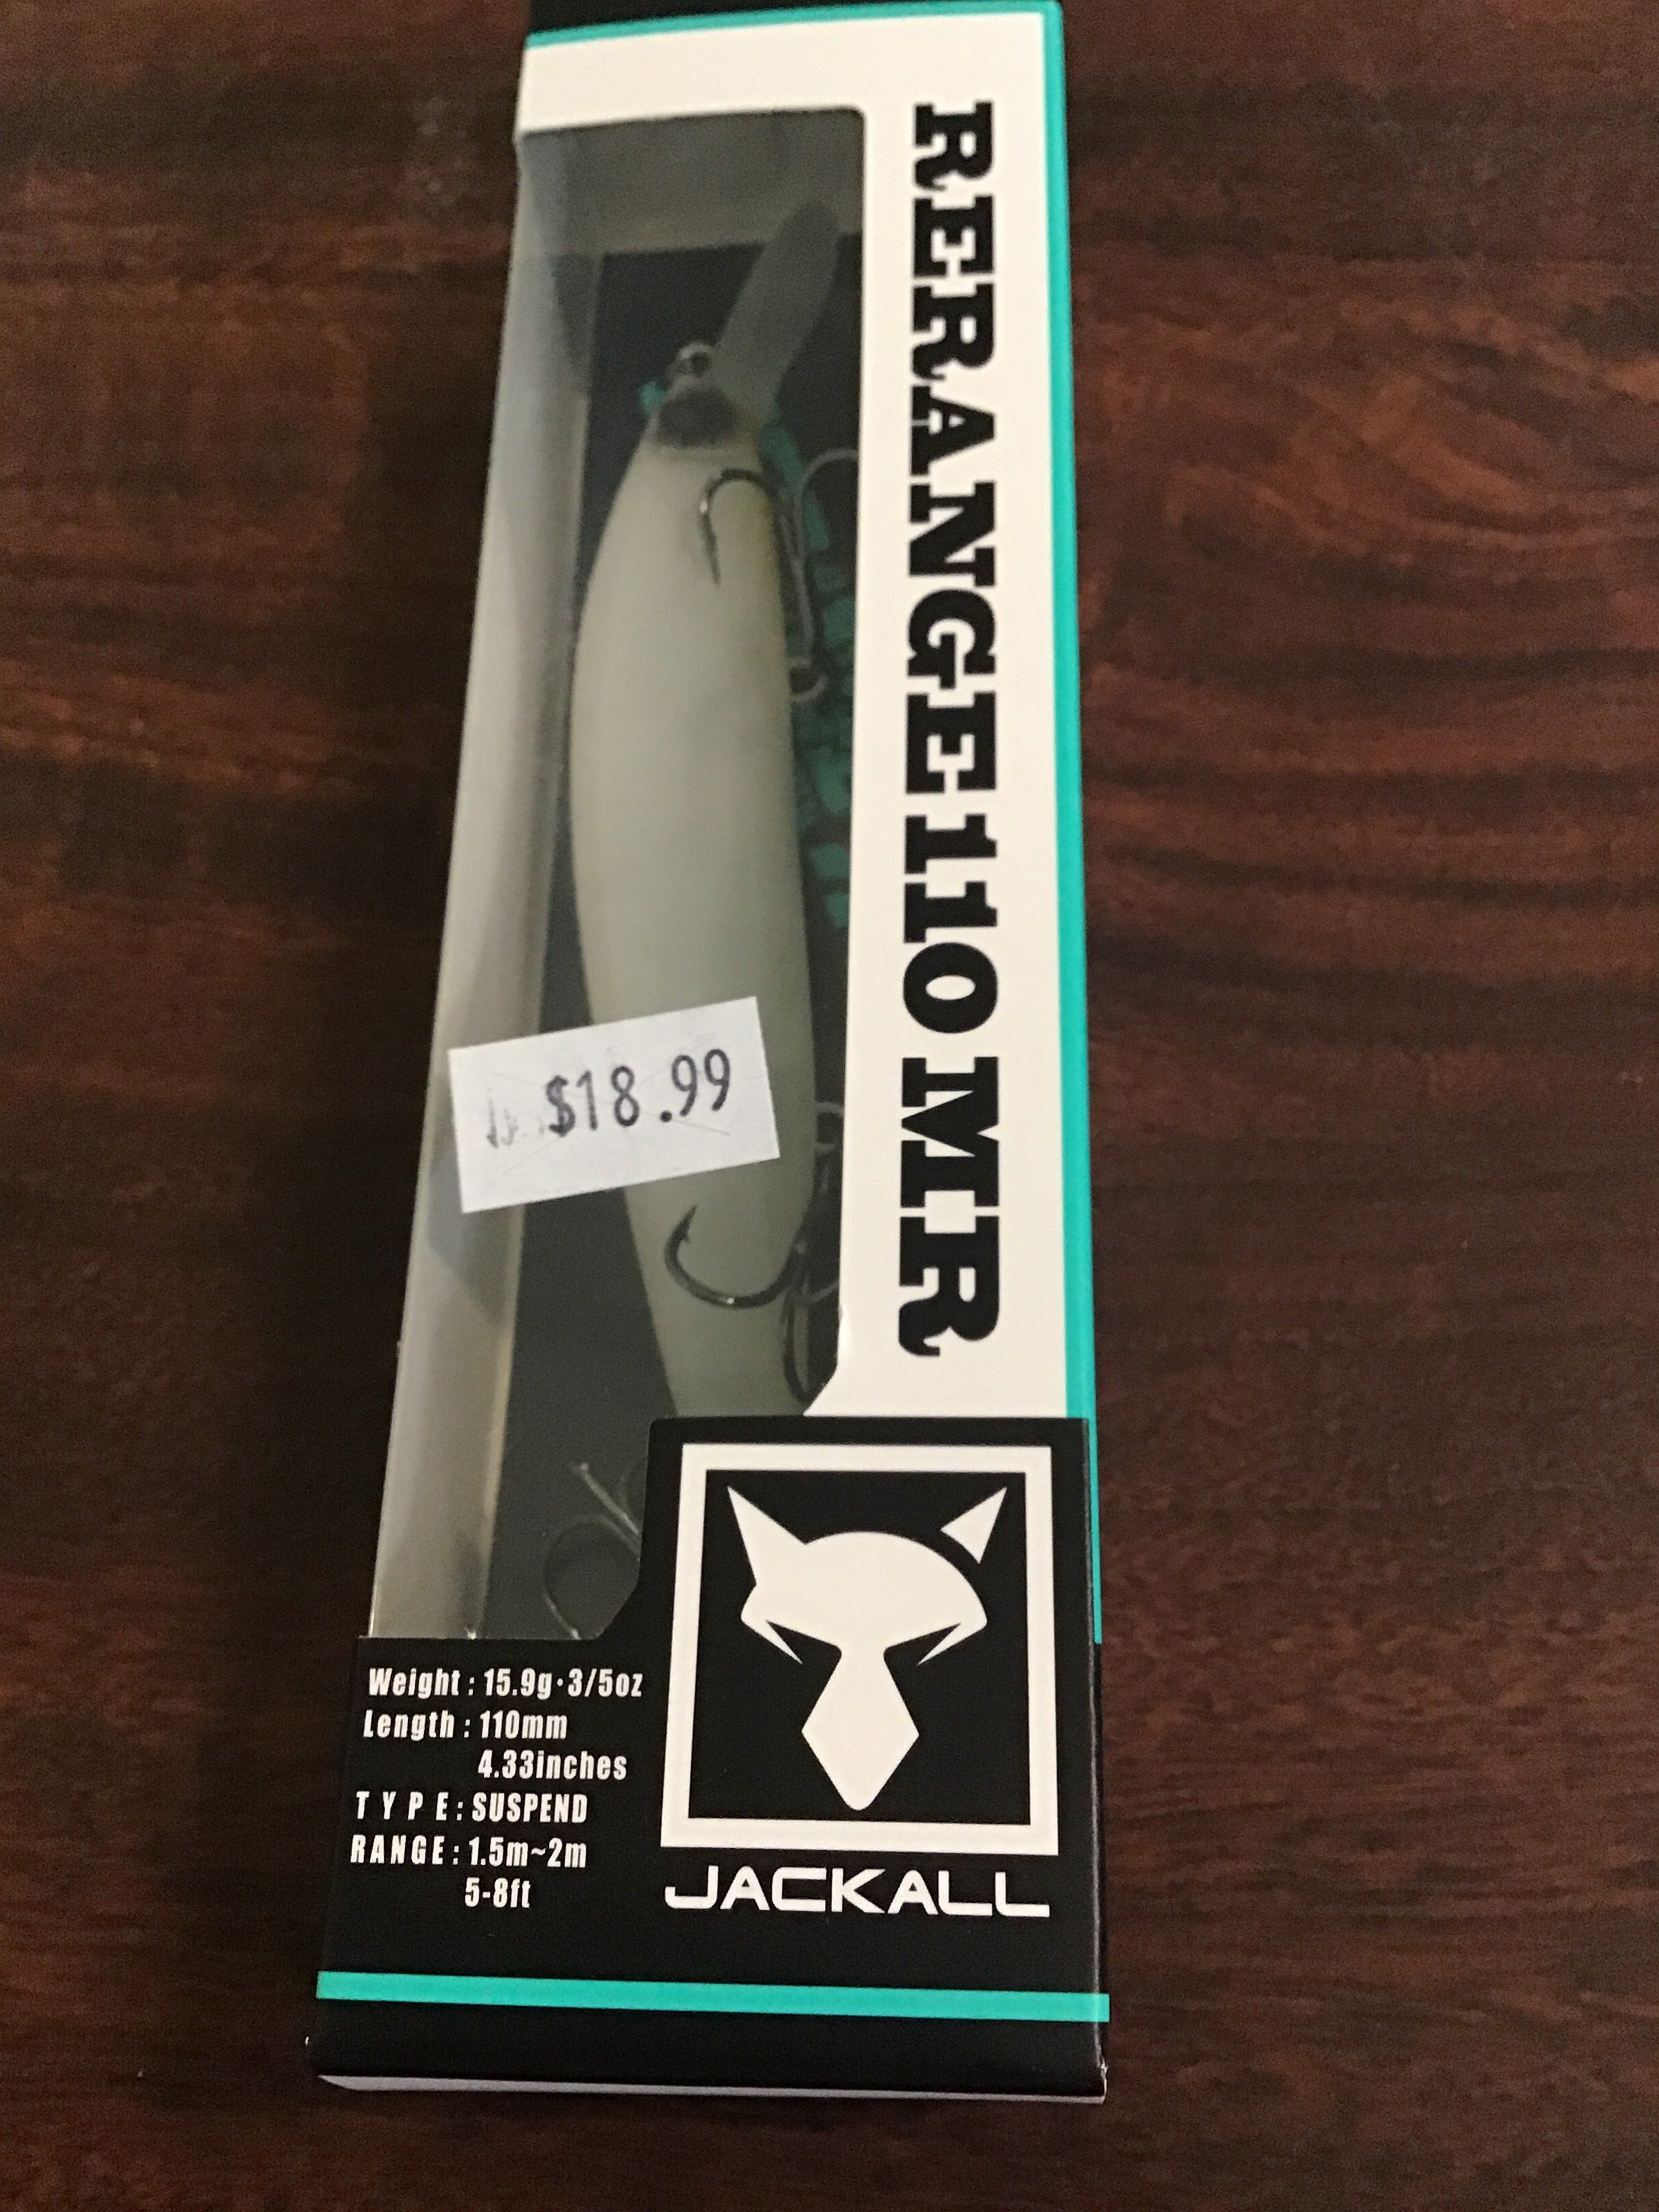 RERANGE 110 MR
$18.99
Weight : 15.9g·3/5oz
Length : 110mm
4.33inches
TYPE : SUSPEND
RANGE : 1.5m~2m
5-8ft
JACKALL